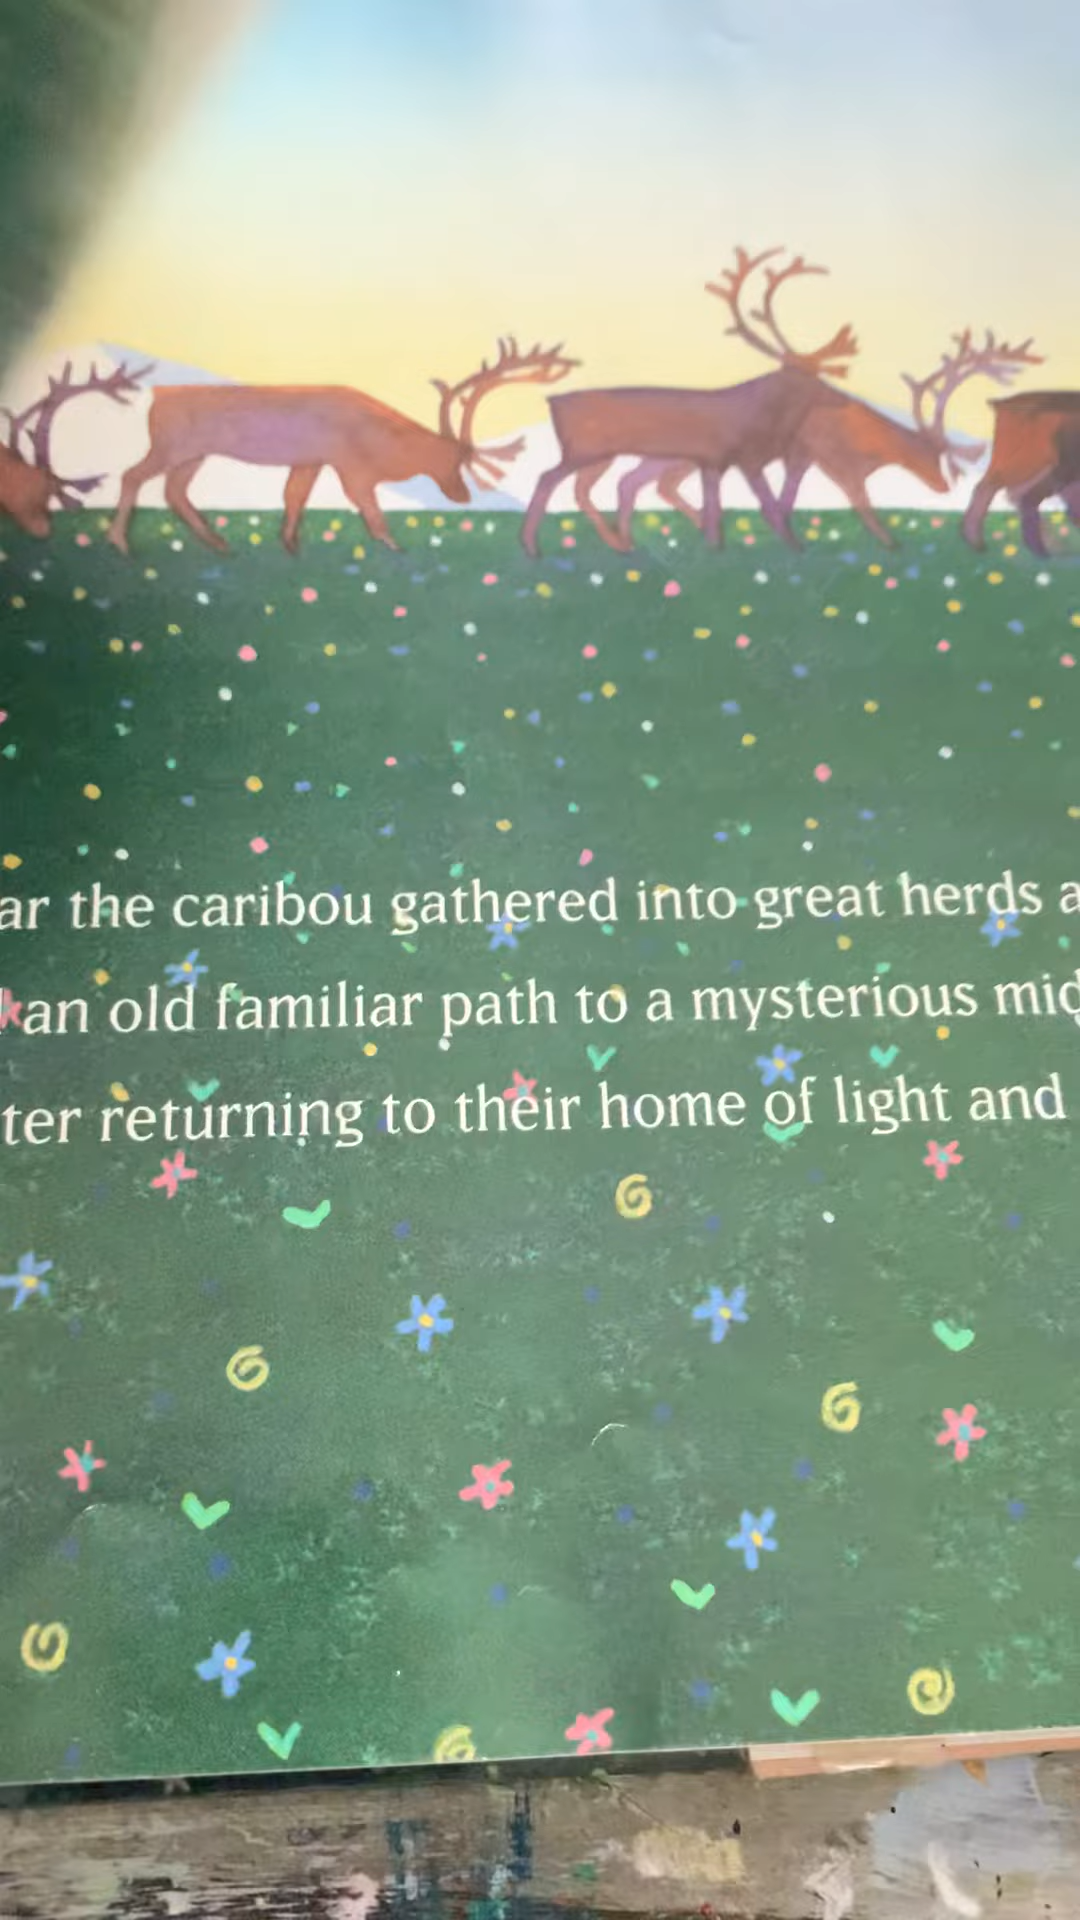 ar the caribou gathered into great herds a
an old familiar path to a mysterious mid
ter returning to their home of light and